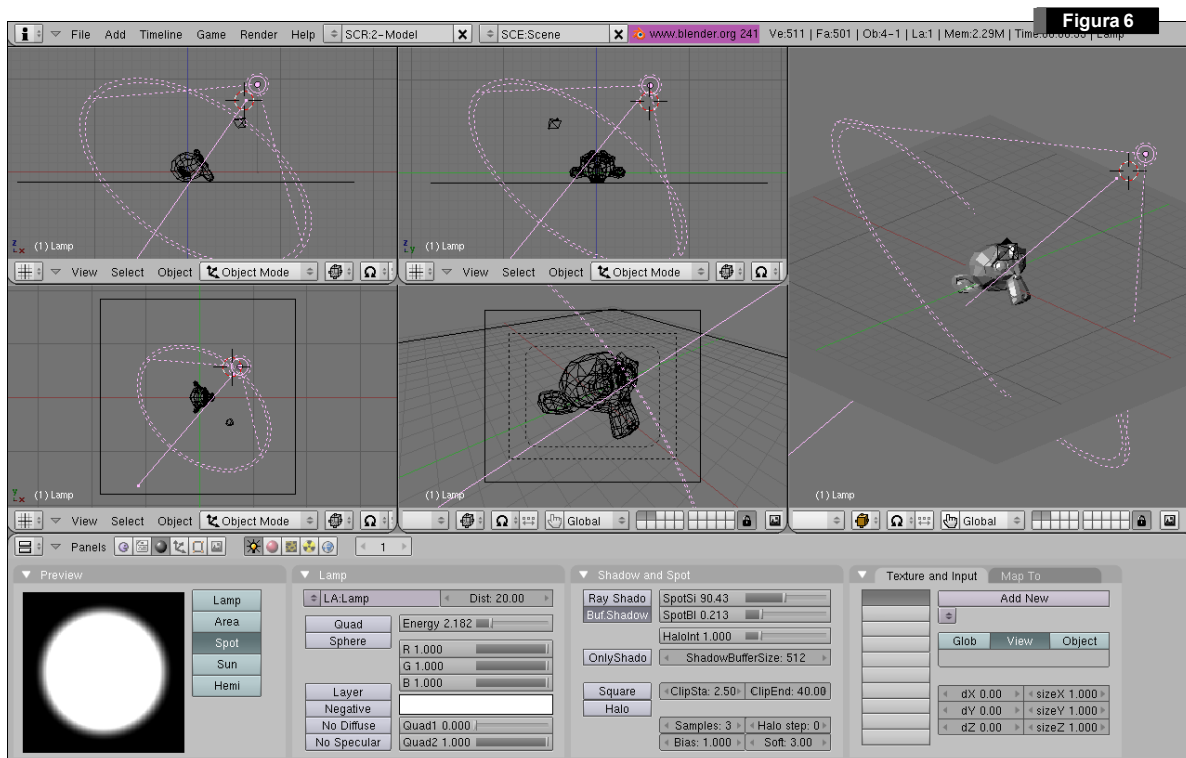 Figura 6
File Add Timeline Game Render Help SCR:2-Model X SCE:Scene X www.blender.org 241 Ve:511 | Fa:501 | Ob:4-1 | La:1 | Mem:2.29M | Lamp
(1) Lamp
(1) Lamp
View Select Object Object Mode
View Select Object Object Mode
(1) Lamp
(1) Lamp
(1) Lamp
View Select Object Object Mode
Global
Global
Panels 1
Preview
Lamp
Area
Spot
Sun
Hemi
Lamp
LA:Lamp Dist: 20.00
Quad Energy 2.182
Sphere
R 1.000
G 1.000
B 1.000
Layer
Negative
No Diffuse Quad1 0.000
No Specular Quad2 1.000
Shadow and Spot
Ray Shado SpotSi 90.43
Buf.Shadow SpotBl 0.213
HaloInt 1.000
OnlyShado ShadowBufferSize: 512
Square ClipSta: 2.50 ClipEnd: 40.00
Halo
Samples: 3 Halo step: 0
Bias: 1.000 Soft: 3.00
Texture and Input Map To
Add New
Glob View Object
dX 0.00 sizeX 1.000
dY 0.00 sizeY 1.000
dZ 0.00 sizeZ 1.000